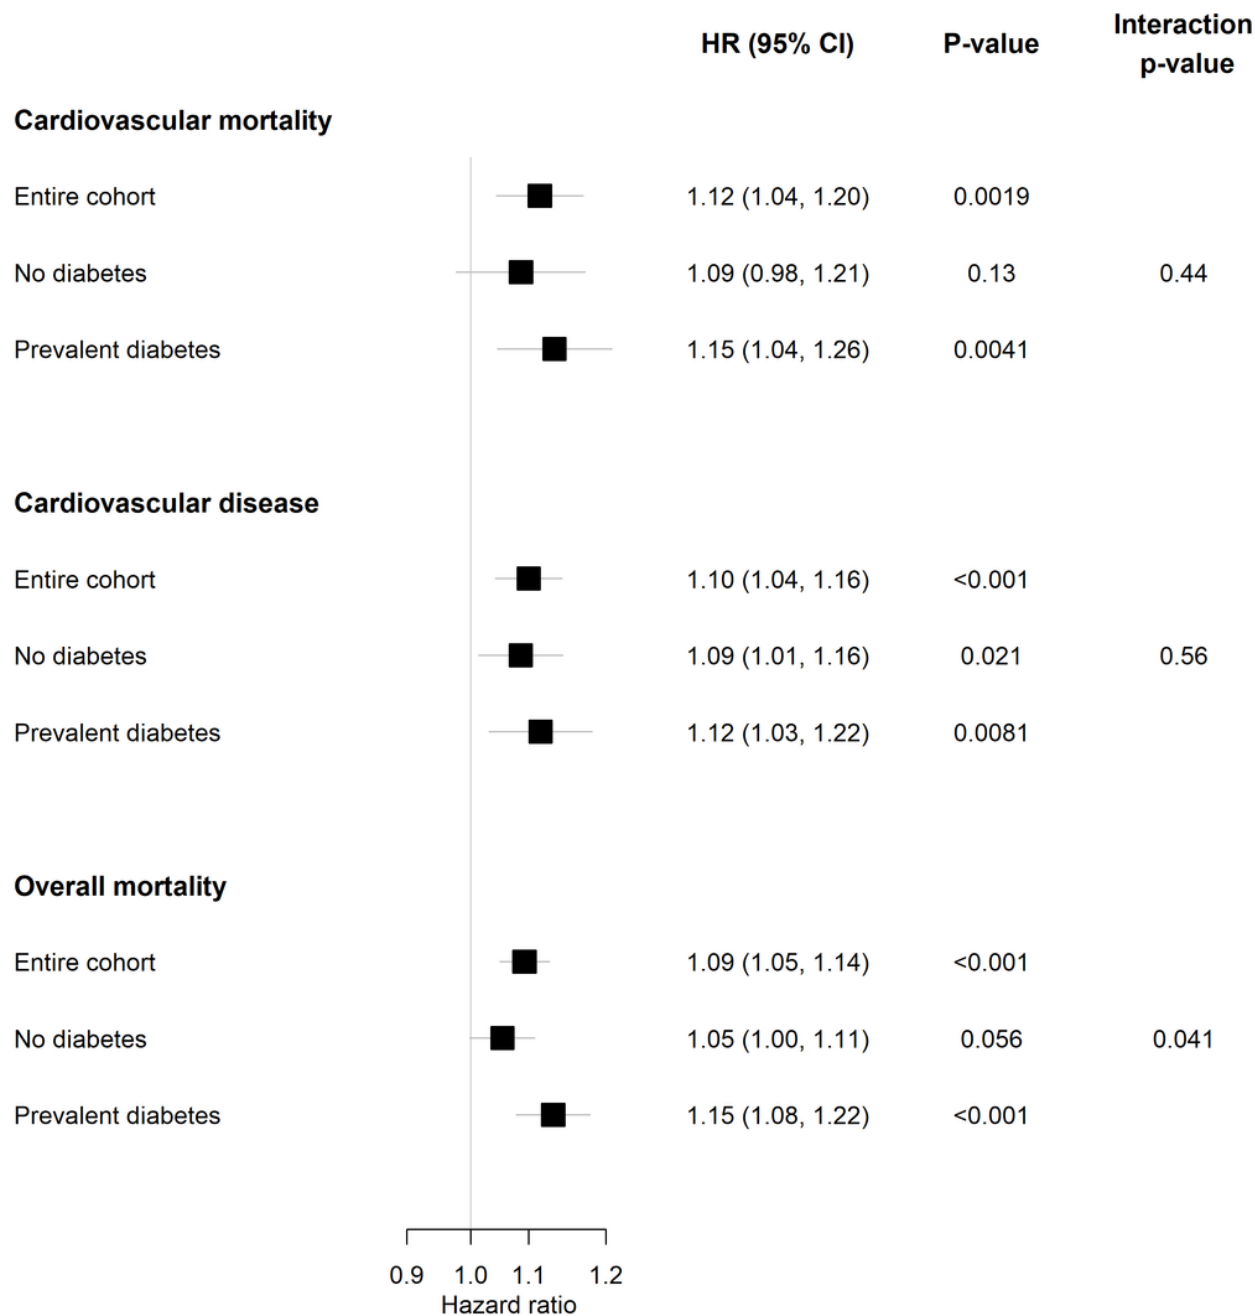 HR (95% CI) P-value Interaction
p-value
Cardiovascular mortality
Entire cohort 1.12 (1.04, 1.20) 0.0019
No diabetes 1.09 (0.98, 1.21) 0.13 0.44
Prevalent diabetes 1.15 (1.04, 1.26) 0.0041
Cardiovascular disease
Entire cohort 1.10 (1.04, 1.16) <0.001
No diabetes 1.09 (1.01, 1.16) 0.021 0.56
Prevalent diabetes 1.12 (1.03, 1.22) 0.0081
Overall mortality
Entire cohort 1.09 (1.05, 1.14) <0.001
No diabetes 1.05 (1.00, 1.11) 0.056 0.041
Prevalent diabetes 1.15 (1.08, 1.22) <0.001
0.9 1.0 1.1 1.2
Hazard ratio